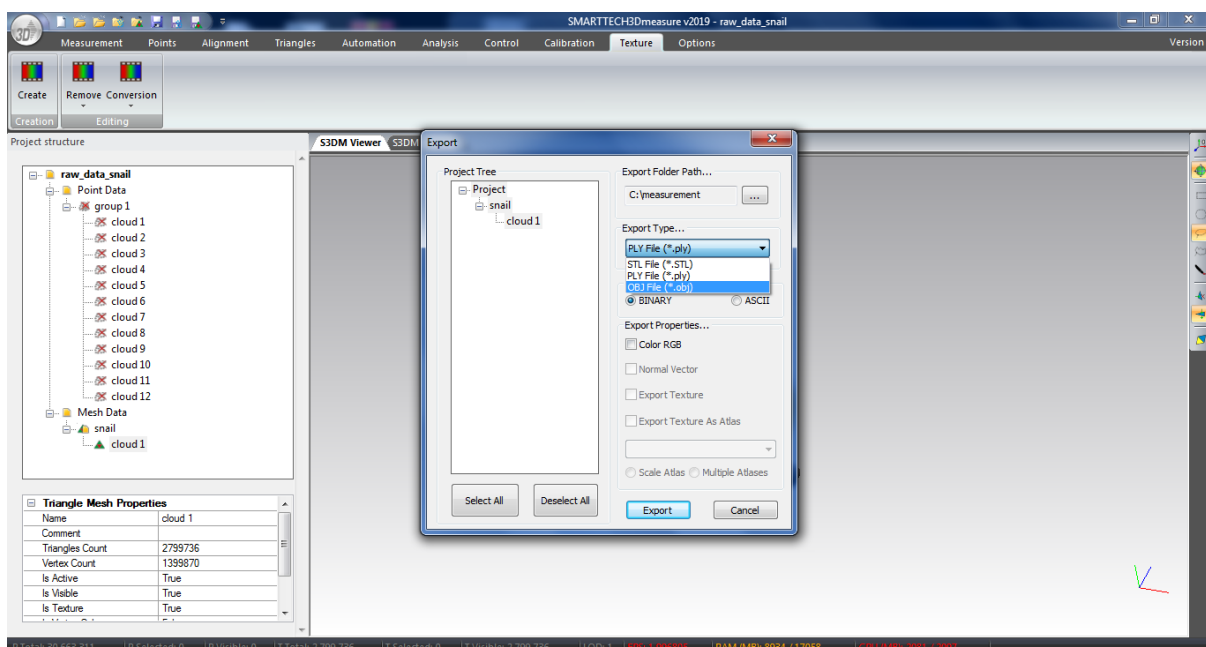 SMARTTECH3Dmeasure v2019 - raw_data_snail
3D
Measurement Points Alignment Triangles Automation Analysis Control Calibration Texture Options Version
Create Remove Conversion
Creation Editing
Project structure
S3DM Viewer S3DM
raw_data_snail
Point Data
group 1
cloud 1
cloud 2
cloud 3
cloud 4
cloud 5
cloud 6
cloud 7
cloud 8
cloud 9
cloud 10
cloud 11
cloud 12
Mesh Data
snail
cloud 1
Triangle Mesh Properties
Name cloud 1
Comment
Triangles Count 2799736
Vertex Count 1399870
Is Active True
Is Visible True
Is Texture True
Export
Project Tree
Project
snail
cloud 1
Select All Deselect All
Export Folder Path...
C:\measurement ...
Export Type...
PLY File (*.ply)
STL File (*.STL)
PLY File (*.ply)
OBJ File (*.obj)
BINARY ASCII
Export Properties...
Color RGB
Normal Vector
Export Texture
Export Texture As Atlas
Scale Atlas Multiple Atlases
Export Cancel